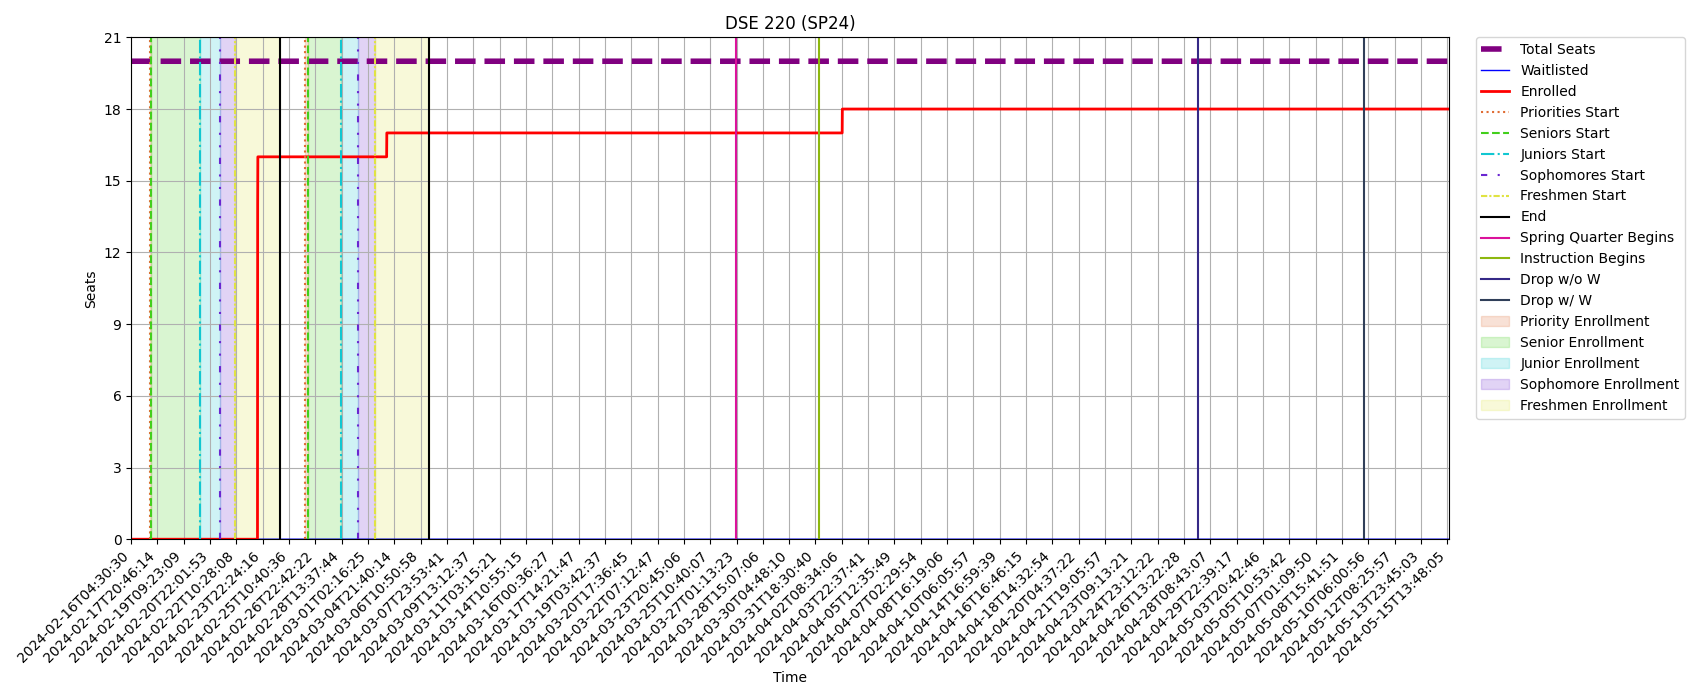 DSE 220 (SP24)
21
18
15
12
9
6
3
0
Seats
2024-02-16T04:30:30
2024-02-17T20:46:14
2024-02-19T09:23:09
2024-02-20T22:01:53
2024-02-22T10:28:08
2024-02-23T22:24:16
2024-02-25T10:40:36
2024-02-26T22:42:22
2024-02-28T13:37:44
2024-03-01T02:16:25
2024-03-04T21:40:14
2024-03-06T10:50:58
2024-03-07T23:53:41
2024-03-09T13:12:37
2024-03-11T03:15:21
2024-03-14T10:55:15
2024-03-16T00:36:27
2024-03-17T14:21:47
2024-03-19T03:42:37
2024-03-20T17:36:45
2024-03-22T07:12:47
2024-03-23T20:45:06
2024-03-25T10:40:07
2024-03-27T01:13:23
2024-03-28T15:07:06
2024-03-30T04:48:10
2024-03-31T18:30:40
2024-04-02T08:34:06
2024-04-03T22:37:41
2024-04-05T12:35:49
2024-04-07T02:29:54
2024-04-08T16:19:06
2024-04-10T06:05:57
2024-04-14T16:59:39
2024-04-16T16:46:15
2024-04-18T14:32:54
2024-04-20T04:37:22
2024-04-21T19:05:57
2024-04-23T09:13:21
2024-04-24T23:12:22
2024-04-26T13:22:28
2024-04-28T08:43:07
2024-04-29T22:39:17
2024-05-03T20:42:46
2024-05-05T10:53:42
2024-05-07T01:09:50
2024-05-08T15:41:51
2024-05-10T06:00:56
2024-05-12T08:25:57
2024-05-13T23:45:03
2024-05-15T13:48:05
Time
Total Seats
Waitlisted
Enrolled
Priorities Start
Seniors Start
Juniors Start
Sophomores Start
Freshmen Start
End
Spring Quarter Begins
Instruction Begins
Drop w/o W
Drop w/ W
Priority Enrollment
Senior Enrollment
Junior Enrollment
Sophomore Enrollment
Freshmen Enrollment